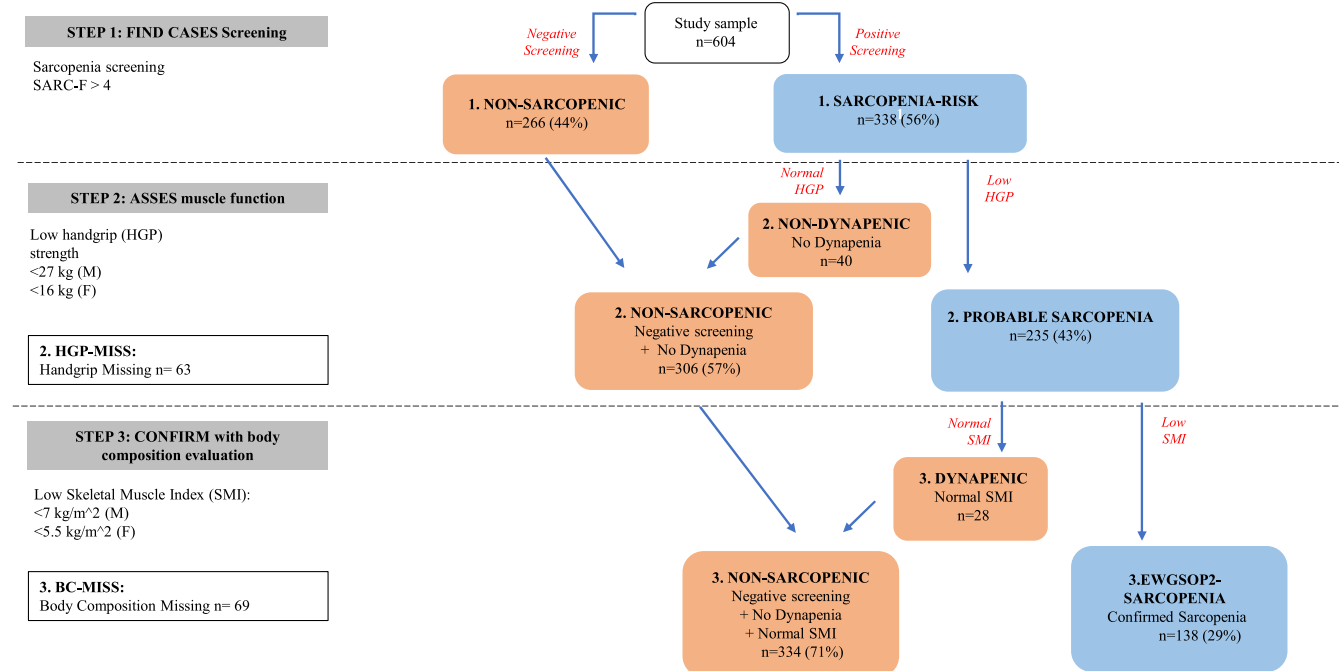 STEP 1: FIND CASES Screening
Sarcopenia screening
SARC-F > 4
Study sample
n=604
Negative
Screening
Positive
Screening
1. NON-SARCOPENIC
n=266 (44%)
1. SARCOPENIA-RISK
n=338 (56%)
STEP 2: ASSES muscle function
Low handgrip (HGP)
strength
<27 kg (M)
<16 kg (F)
2. HGP-MISS:
Handgrip Missing n= 63
Normal
HGP
Low
HGP
2. NON-DYNAPENIC
No Dynapenia
n=40
2. NON-SARCOPENIC
Negative screening
+ No Dynapenia
n=306 (57%)
2. PROBABLE SARCOPENIA
n=235 (43%)
STEP 3: CONFIRM with body
composition evaluation
Low Skeletal Muscle Index (SMI):
<7 kg/m^2 (M)
<5.5 kg/m^2 (F)
3. BC-MISS:
Body Composition Missing n= 69
Normal
SMI
Low
SMI
3. DYNAPENIC
Normal SMI
n=28
3. NON-SARCOPENIC
Negative screening
+ No Dynapenia
+ Normal SMI
n=334 (71%)
3.EWGSOP2-
SARCOPENIA
Confirmed Sarcopenia
n=138 (29%)